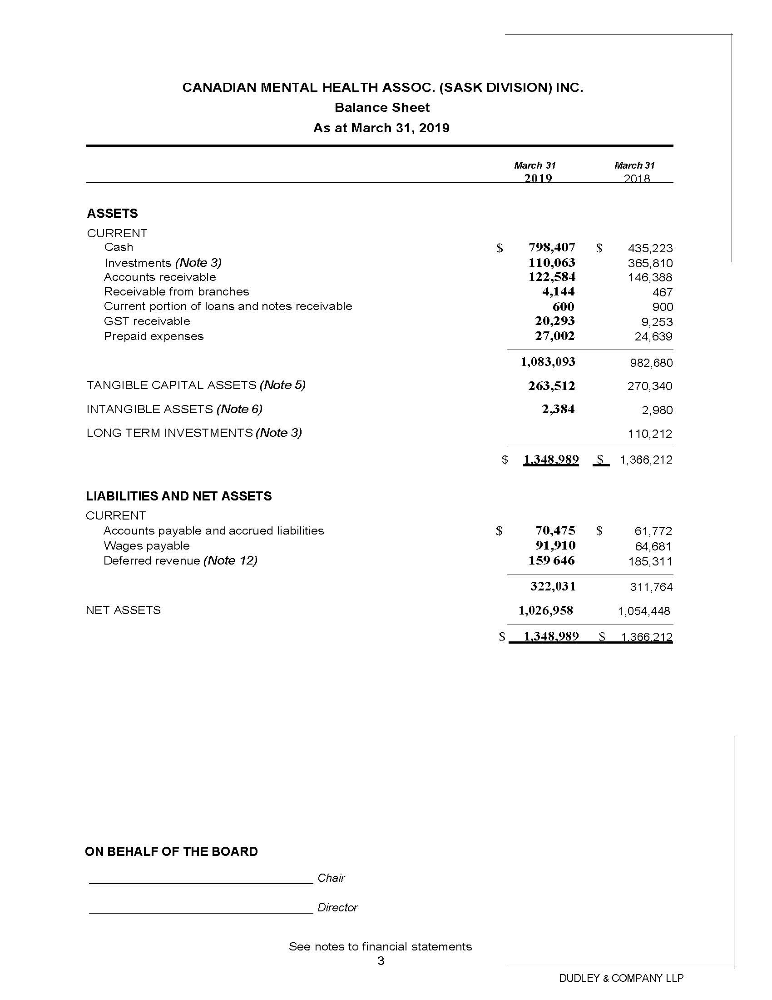 CANADIAN MENTAL HEALTH ASSOC. (SASK DIVISION) INC.
Balance Sheet
As at March 31, 2019
March 31 March 31
2019 2018
ASSETS
CURRENT
Cash $ 798,407 $ 435,223
Investments (Note 3) 110,063 365,810
Accounts receivable 122,584 146,388
Receivable from branches 4,144 467
Current portion of loans and notes receivable 600 900
GST receivable 20,293 9,253
Prepaid expenses 27,002 24,639
1,083,093 982,680
TANGIBLE CAPITAL ASSETS (Note 5) 263,512 270,340
INTANGIBLE ASSETS (Note 6) 2,384 2,980
LONG TERM INVESTMENTS (Note 3) 110,212
$ 1,348,989 $ 1,366,212
LIABILITIES AND NET ASSETS
CURRENT
Accounts payable and accrued liabilities $ 70,475 $ 61,772
Wages payable 91,910 64,681
Deferred revenue (Note 12) 159 646 185,311
322,031 311,764
NET ASSETS 1,026,958 1,054,448
$ 1,348,989 $ 1,366,212
ON BEHALF OF THE BOARD
Chair
Director
See notes to financial statements
3
DUDLEY & COMPANY LLP